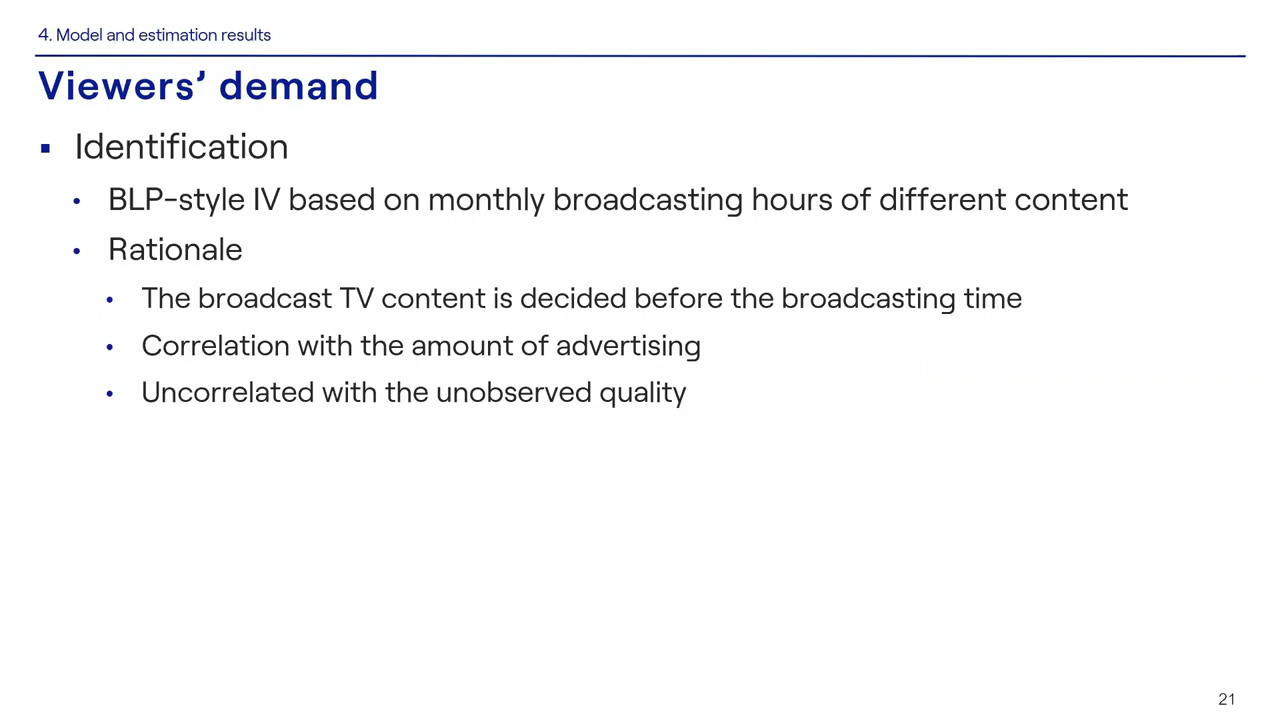 4. Model and estimation results
Viewers’ demand
▪ Identification
• BLP-style IV based on monthly broadcasting hours of different content
• Rationale
• The broadcast TV content is decided before the broadcasting time
• Correlation with the amount of advertising
• Uncorrelated with the unobserved quality
21